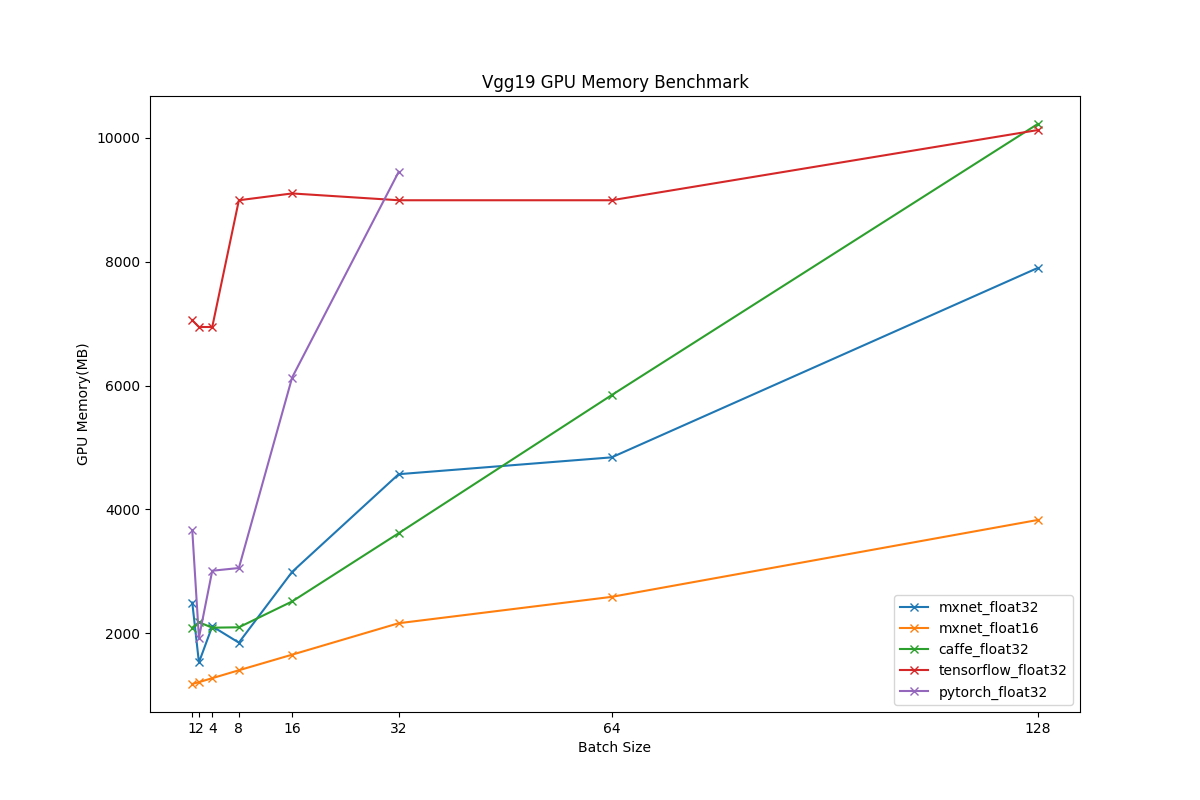 Vgg19 GPU Memory Benchmark
10000
8000
6000
4000
2000
GPU Memory(MB)
1 2 4 8 16 32 64 128
Batch Size
mxnet_float32
mxnet_float16
caffe_float32
tensorflow_float32
pytorch_float32